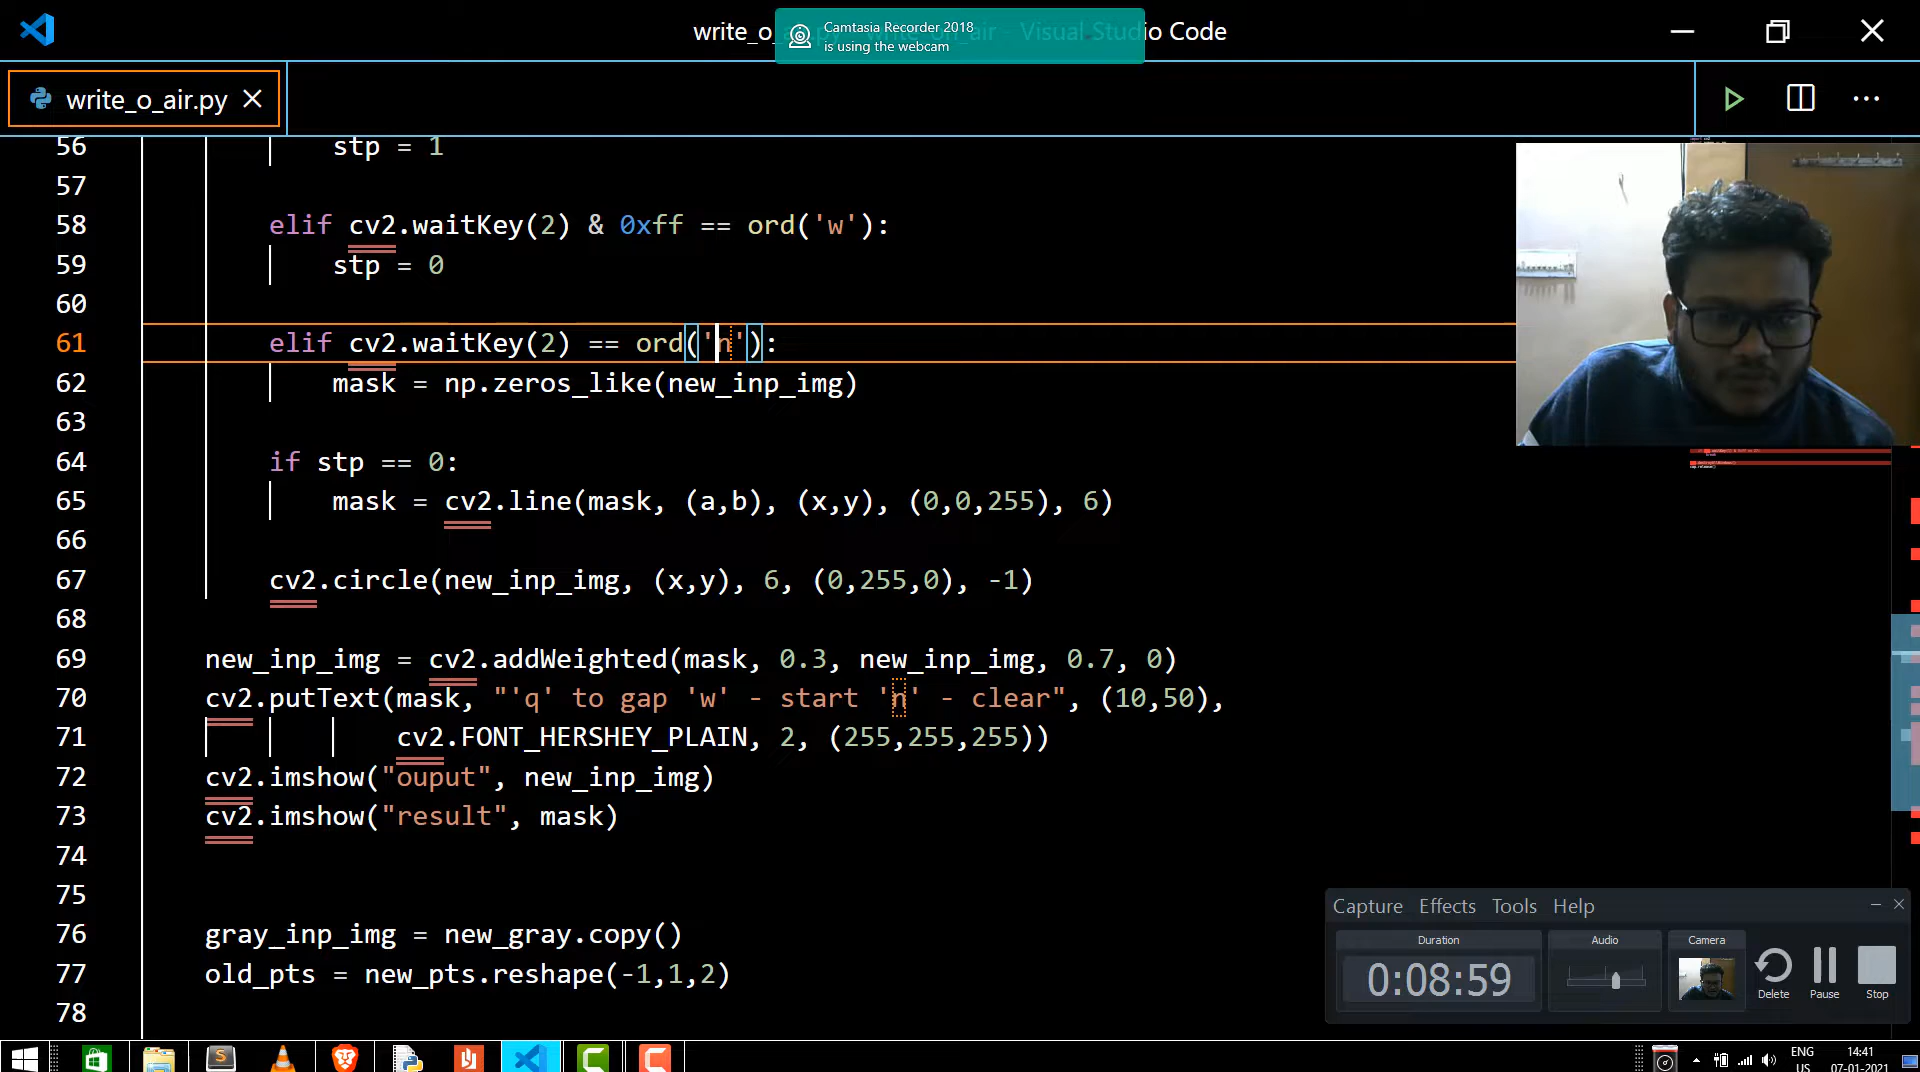 write_o_air.py - write_on_air - Visual Studio Code
Camtasia Recorder 2018
is using the webcam
write_o_air.py
56 stp = 1
57
58 elif cv2.waitKey(2) & 0xff == ord('w'):
59 stp = 0
60
61 elif cv2.waitKey(2) == ord('n'):
62 mask = np.zeros_like(new_inp_img)
63
64 if stp == 0:
65 mask = cv2.line(mask, (a,b), (x,y), (0,0,255), 6)
66
67 cv2.circle(new_inp_img, (x,y), 6, (0,255,0), -1)
68
69 new_inp_img = cv2.addWeighted(mask, 0.3, new_inp_img, 0.7, 0)
70 cv2.putText(mask, "'q' to gap 'w' - start 'n' - clear", (10,50),
71 cv2.FONT_HERSHEY_PLAIN, 2, (255,255,255))
72 cv2.imshow("ouput", new_inp_img)
73 cv2.imshow("result", mask)
74
75
76 gray_inp_img = new_gray.copy()
77 old_pts = new_pts.reshape(-1,1,2)
78
Capture Effects Tools Help
Duration Audio Camera
0:08:59
Delete Pause Stop
ENG 14:41
US 07-01-2021